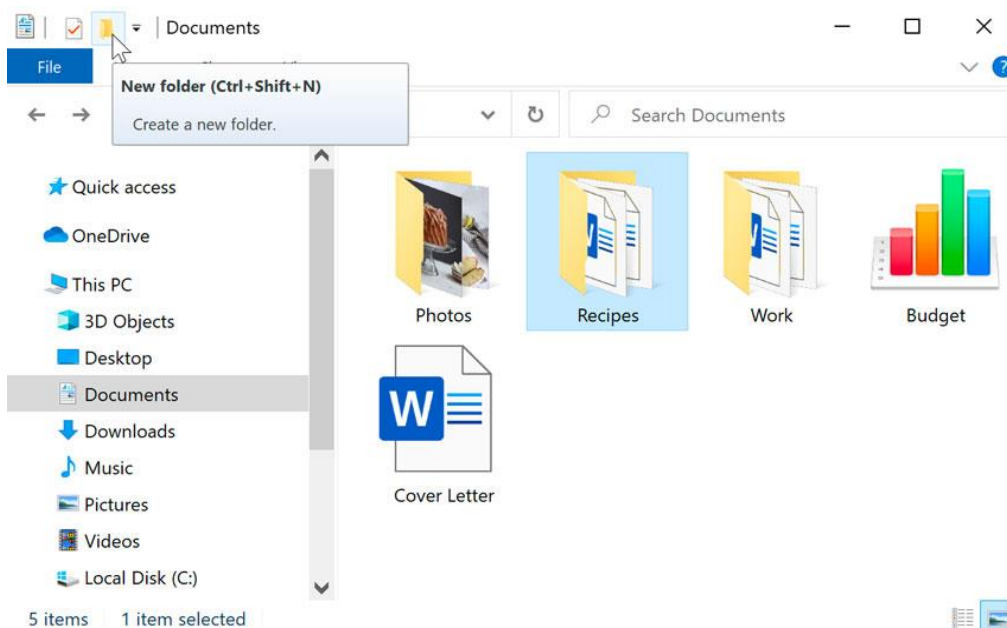 Documents
File
New folder (Ctrl+Shift+N)
Create a new folder.
Search Documents
Quick access
OneDrive
This PC
3D Objects
Desktop
Documents
Downloads
Music
Pictures
Videos
Local Disk (C:)
Photos
Recipes
Work
Budget
W
Cover Letter
5 items 1 item selected